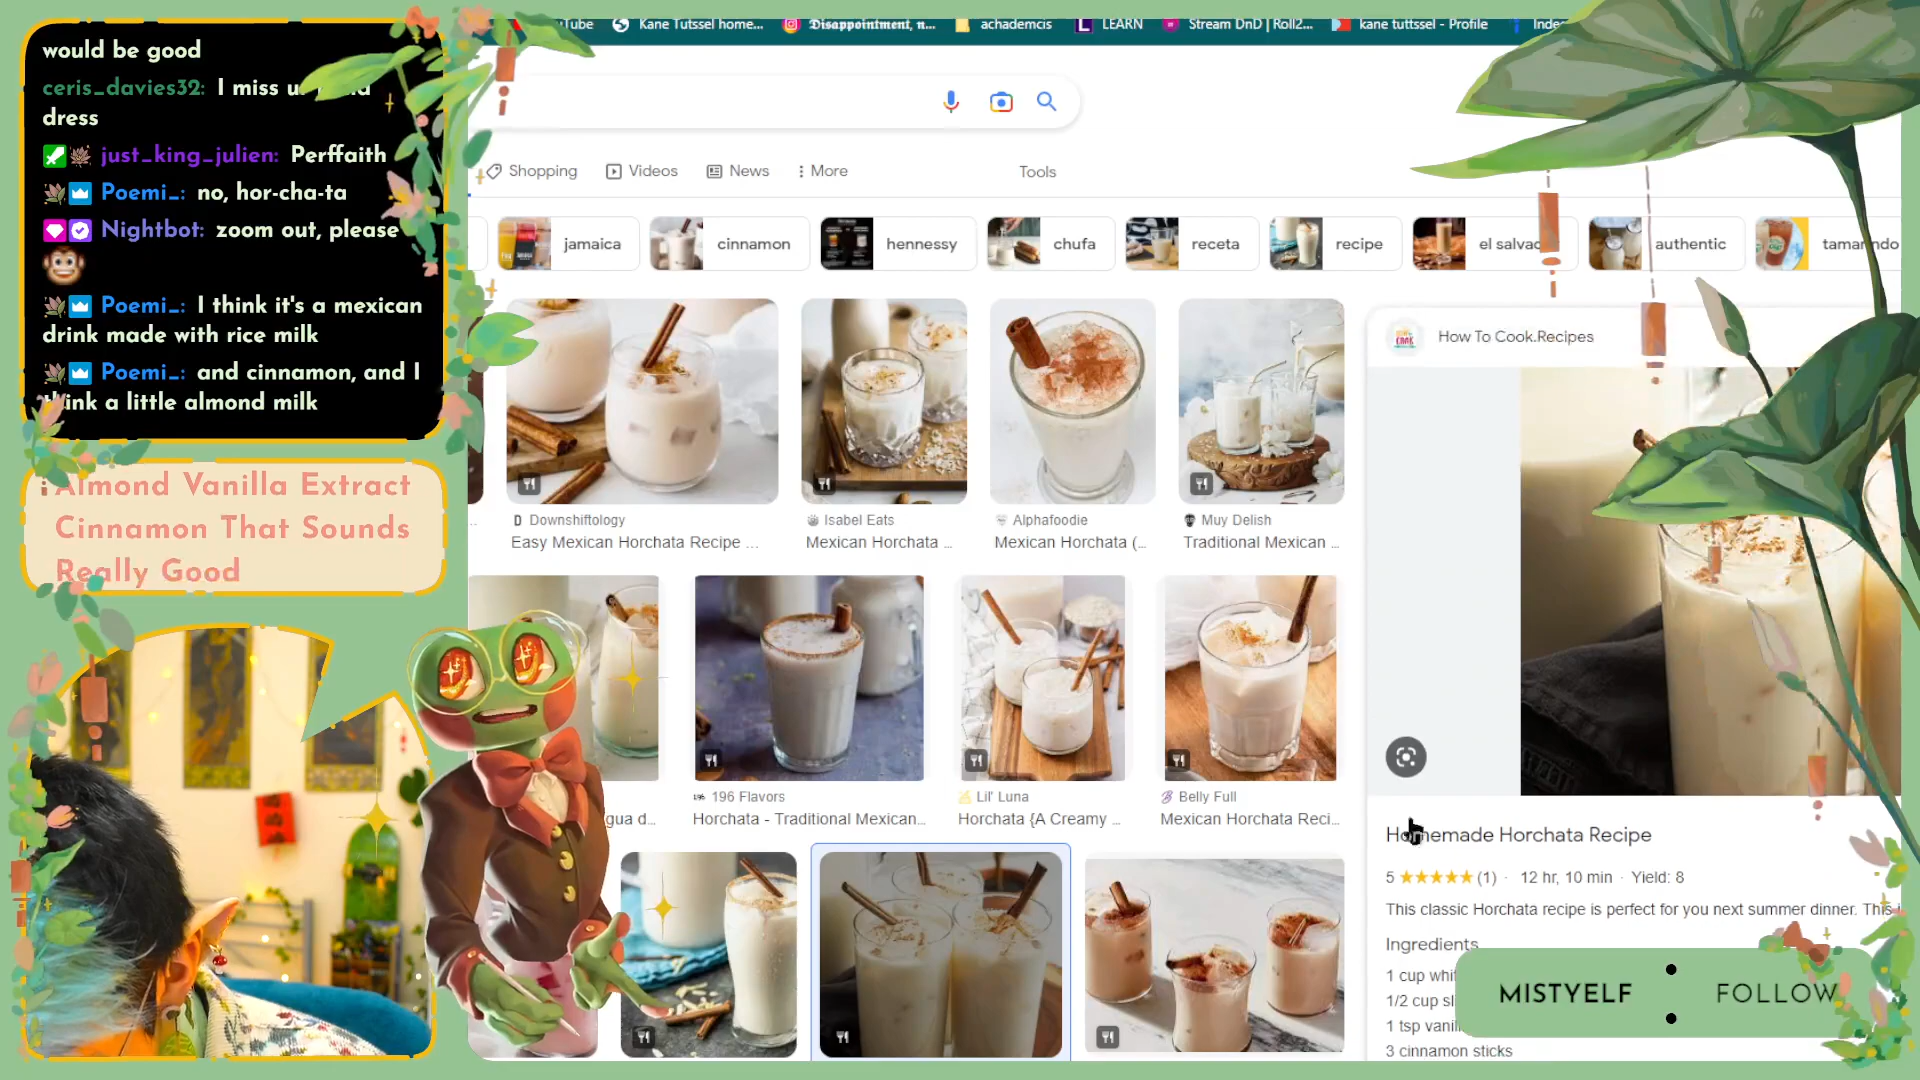 would be good
ceris_davies32: I miss
dress
just_king_julien: Perffaith
Poemi_: no, hor-cha-ta
Nightbot: zoom out, please
Poemi_: I think it's a mexican
drink made with rice milk
Poemi_: and cinnamon, and I
think a little almond milk
Almond Vanilla Extract
Cinnamon That Sounds
Really Good
Kane Tutssel home...
Disappointment, n...
achademcis
LEARN
Stream DnD | Roll2...
kane tuttssel - Profile
Shopping
Videos
News
More
Tools
jamaica
cinnamon
hennessy
chufa
receta
recipe
el salvad
authentic
Downshiftology
Easy Mexican Horchata Recipe ...
Isabel Eats
Mexican Horchata ...
Alphafoodie
Mexican Horchata (...
Muy Delish
Traditional Mexican ...
gua d...
196 Flavors
Horchata - Traditional Mexican...
Lil' Luna
Horchata {A Creamy ...
Belly Full
Mexican Horchata Reci...
How To Cook.Recipes
Homemade Horchata Recipe
5 ★★★★★ (1) · 12 hr, 10 min · Yield: 8
This classic Horchata recipe is perfect for you next summer dinner. This
Ingredients
1 cup whi
1/2 cup sl
1 tsp vanil
3 cinnamon sticks
MISTYELF
FOLLOW